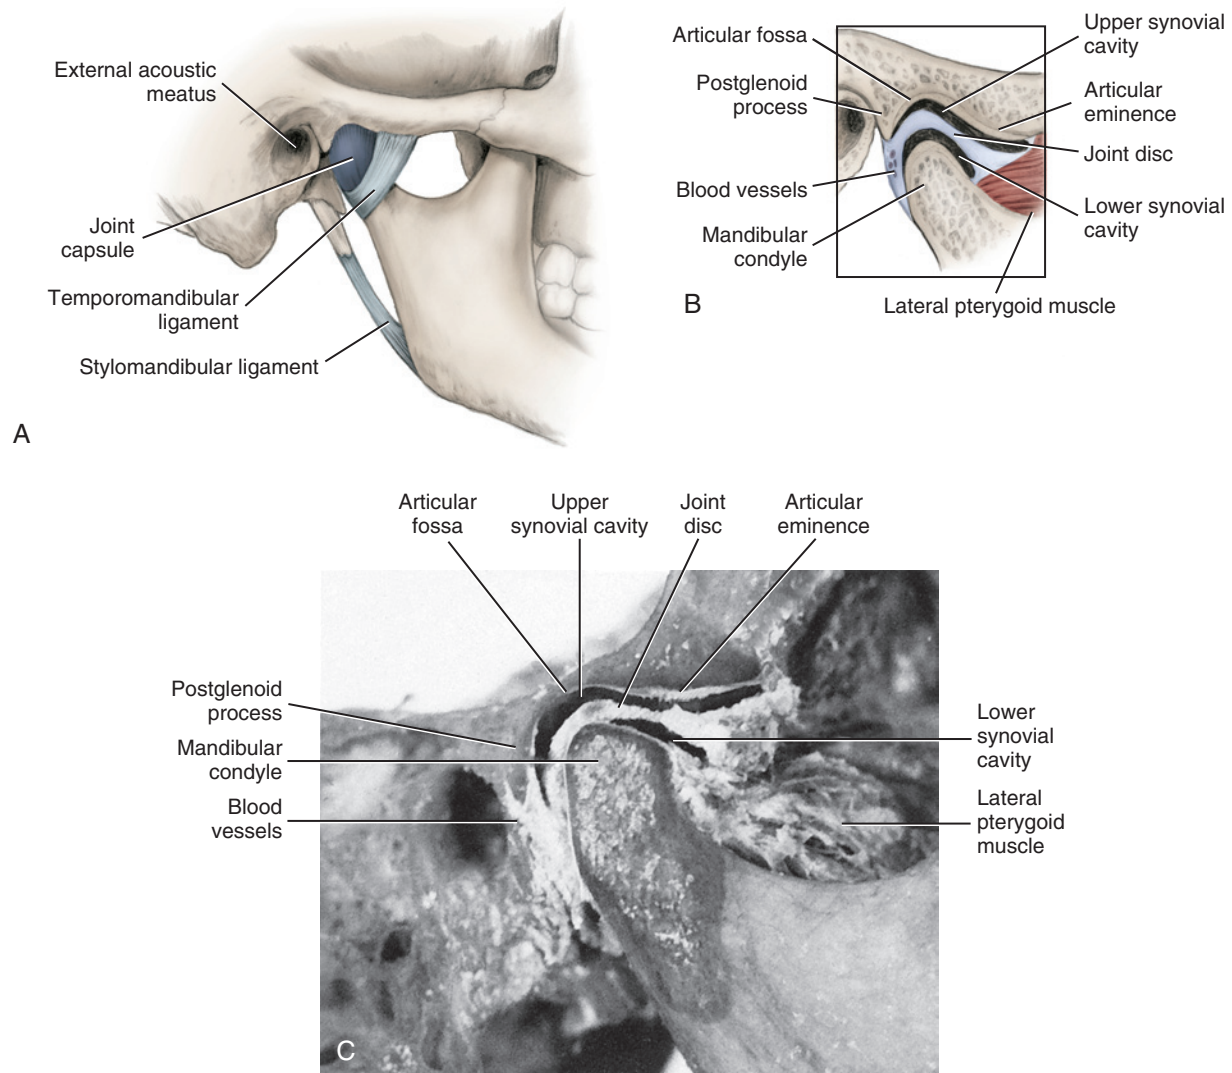 External acoustic
meatus
Joint
capsule
Temporomandibular
ligament
Stylomandibular ligament
A
Articular fossa
Postglenoid
process
Blood vessels
Mandibular
condyle
Upper synovial
cavity
Articular
eminence
Joint disc
Lower synovial
cavity
Lateral pterygoid muscle
B
Articular
fossa
Upper
synovial cavity
Joint
disc
Articular
eminence
Postglenoid
process
Mandibular
condyle
Blood
vessels
Lower
synovial
cavity
Lateral
pterygoid
muscle
C